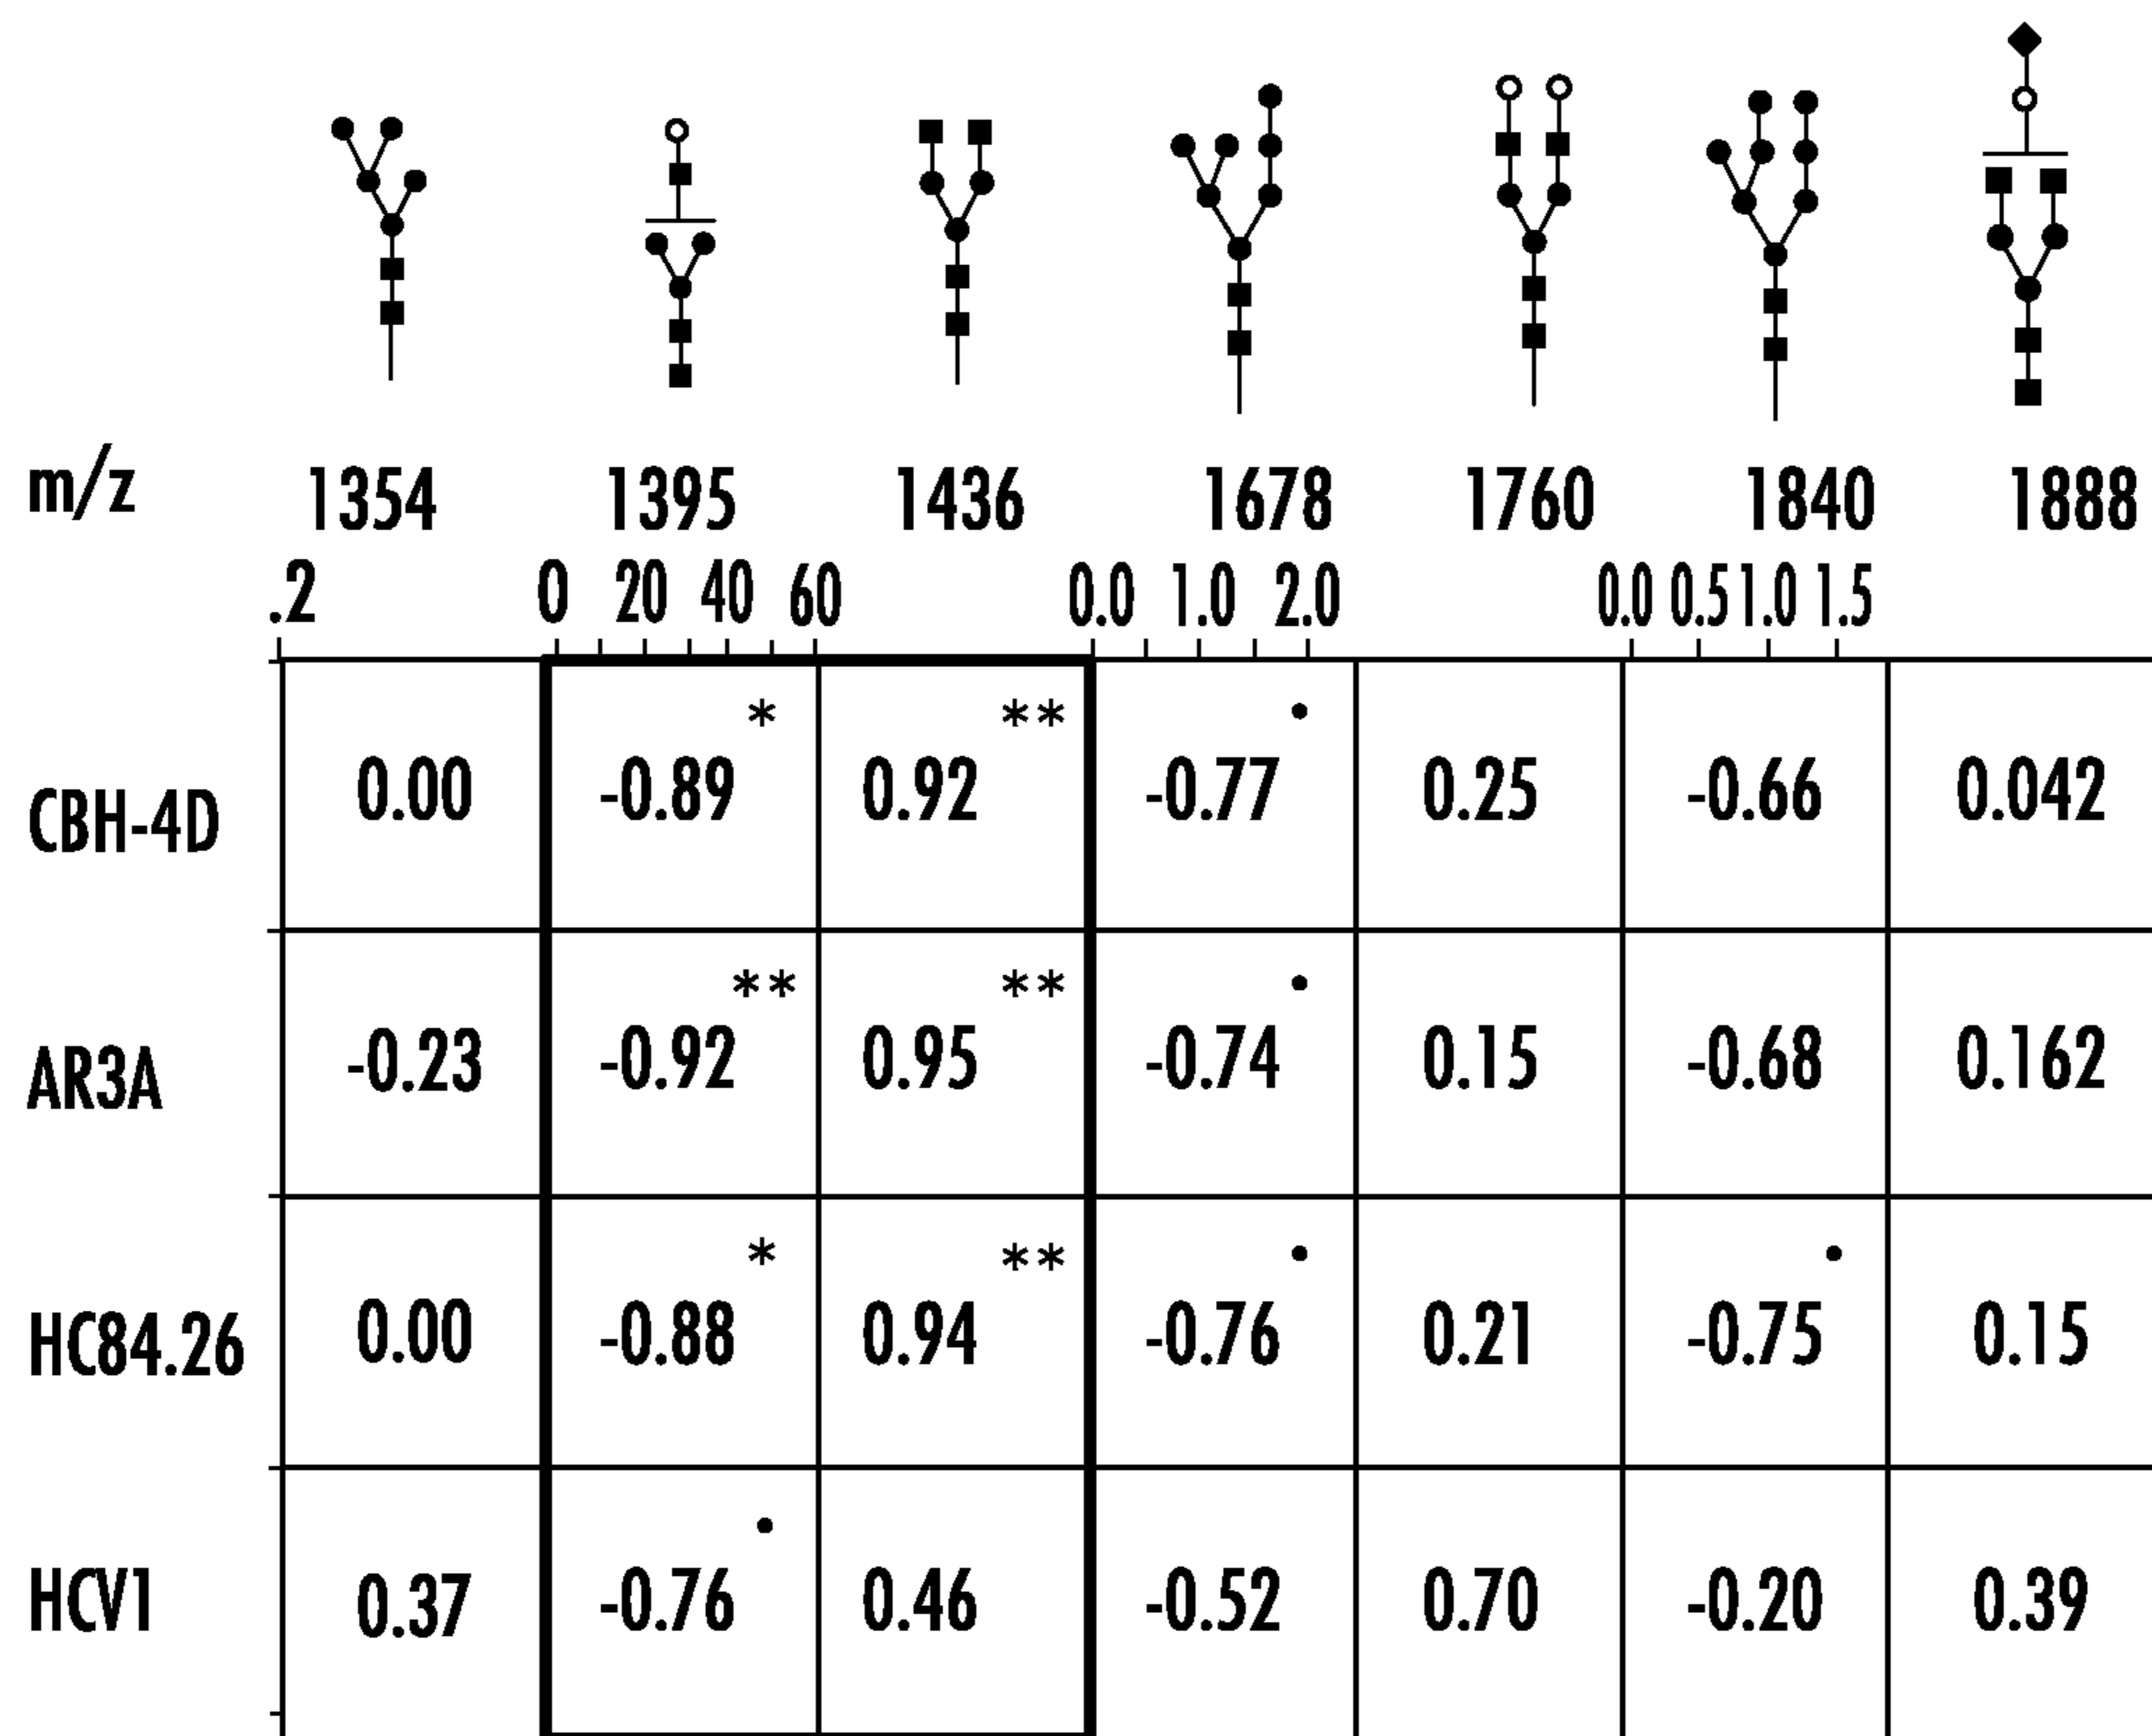 m/z 1354 1395 1436 1678 1760 1840 1888
.2 0 20 40 60 0.0 1.0 2.0 0.0 0.5 1.0 1.5
* ** •
CBH-4D 0.00 -0.89 0.92 -0.77 0.25 -0.66 0.042
** ** •
AR3A -0.23 -0.92 0.95 -0.74 0.15 -0.68 0.162
* ** • •
HC84.26 0.00 -0.88 0.94 -0.76 0.21 -0.75 0.15
•
HCV1 0.37 -0.76 0.46 -0.52 0.70 -0.20 0.39